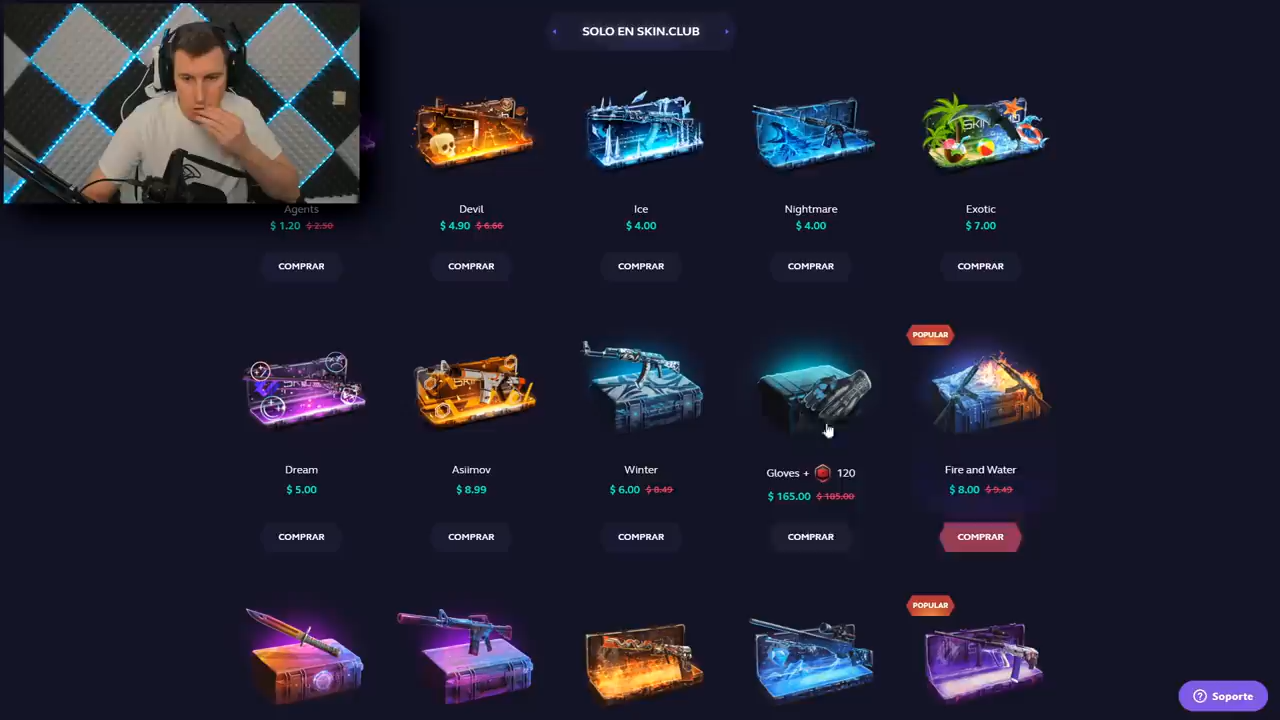 SOLO EN SKIN.CLUB
Agents
$ 1.20 $ 2.50
Devil
$ 4.90 $ 6.66
Ice
$ 4.00
Nightmare
$ 4.00
Exotic
$ 7.00
COMPRAR
COMPRAR
COMPRAR
COMPRAR
COMPRAR
POPULAR
Dream
$ 5.00
Asiimov
$ 8.99
Winter
$ 6.00 $ 8.49
Gloves + 120
$ 165.00 $ 185.00
Fire and Water
$ 8.00 $ 9.49
COMPRAR
COMPRAR
COMPRAR
COMPRAR
COMPRAR
POPULAR
Soporte